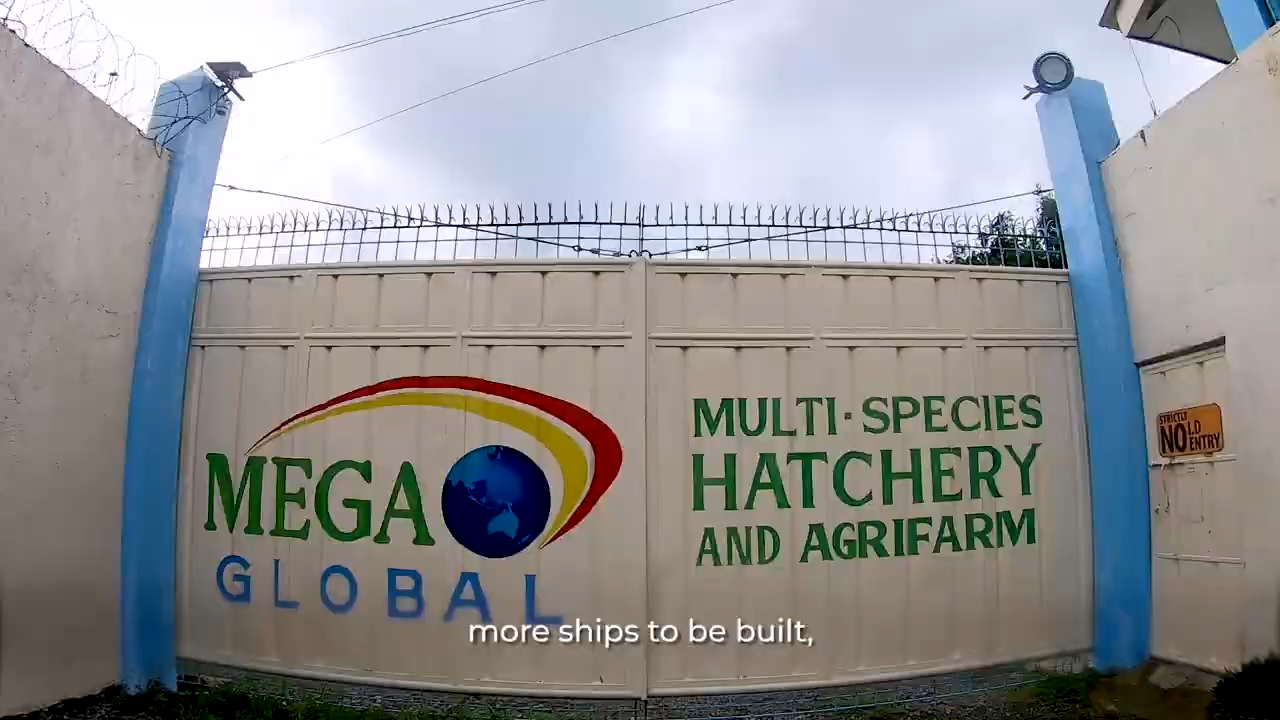 MEGA
GLOBAL
MULTI-SPECIES
HATCHERY
AND AGRIFARM
STRICTLY
NO I.D
ENTRY
more ships to be built,